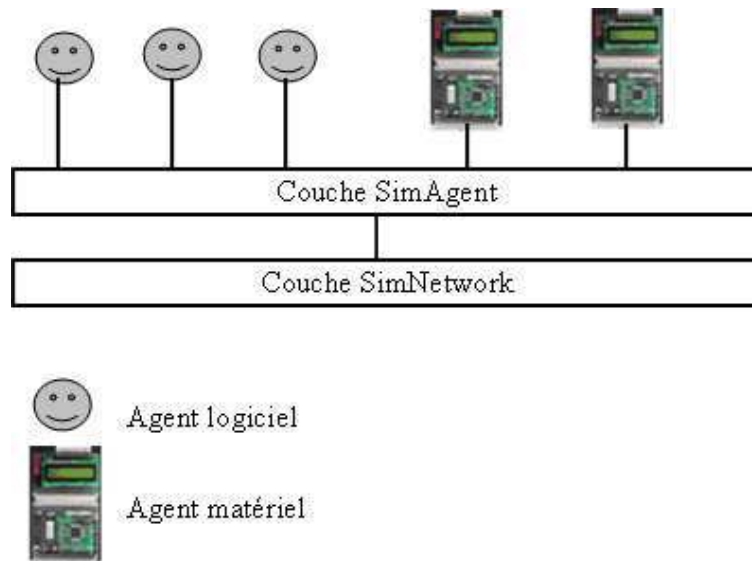 Couche SimAgent
Couche SimNetwork
Agent logiciel
Agent matériel